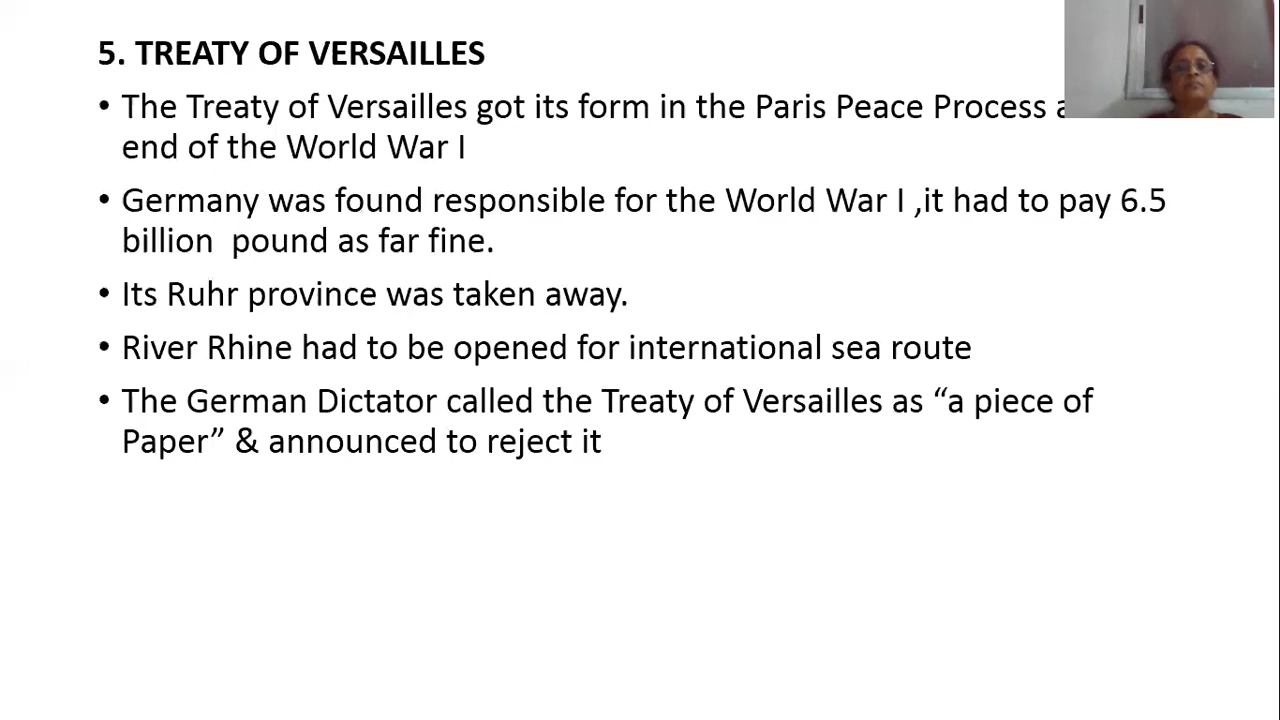 5. TREATY OF VERSAILLES
• The Treaty of Versailles got its form in the Paris Peace Process
end of the World War I
• Germany was found responsible for the World War I ,it had to pay 6.5
billion  pound as far fine.
• Its Ruhr province was taken away.
• River Rhine had to be opened for international sea route
• The German Dictator called the Treaty of Versailles as “a piece of
Paper” & announced to reject it